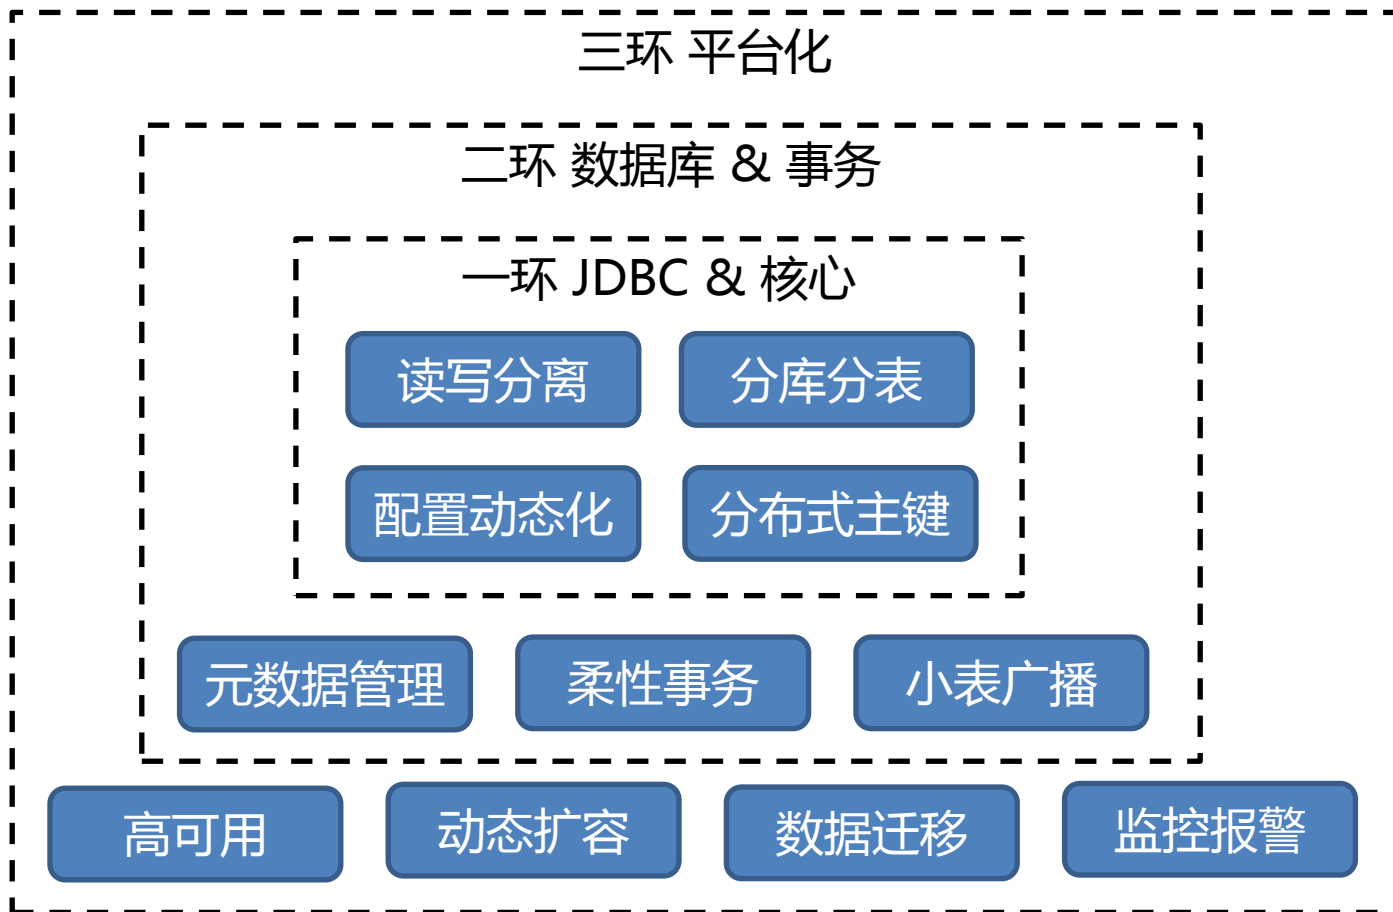 三环 平台化
二环 数据库 & 事务
一环 JDBC & 核心
读写分离
分库分表
配置动态化
分布式主键
元数据管理
柔性事务
小表广播
高可用
动态扩容
数据迁移
监控报警